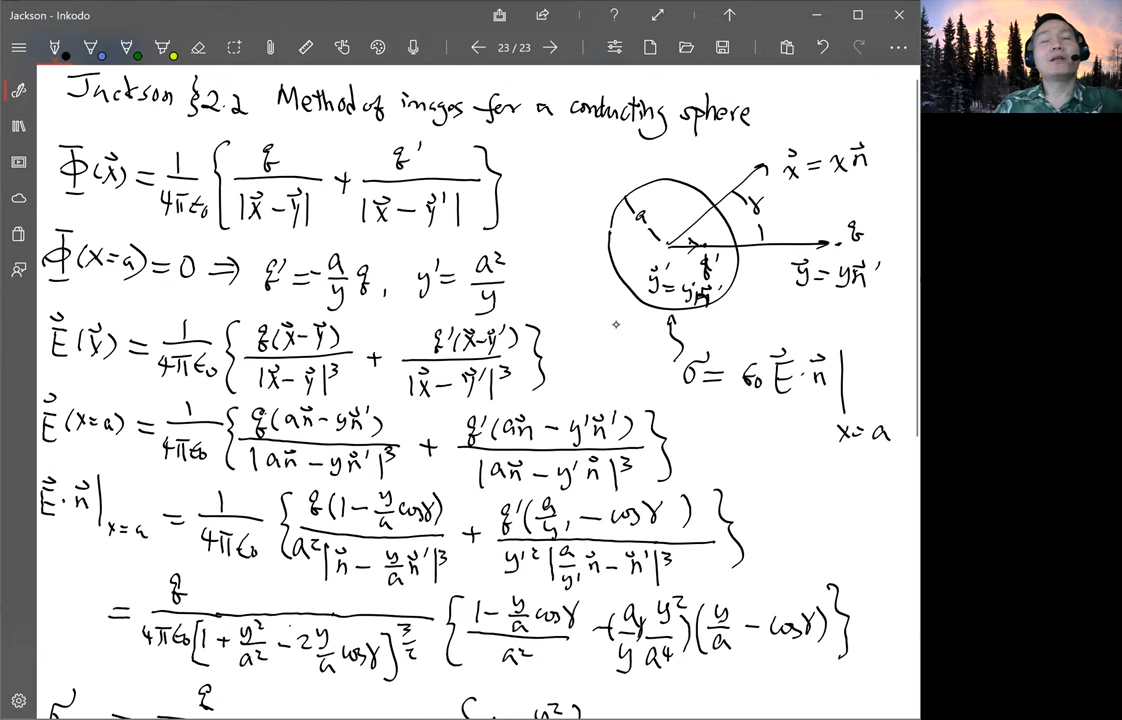 Jackson - Inkodo
23 / 23
Jackson §2.2 Method of images for a conducting sphere
Φ(x⃗) = 1/4πε₀ { q/|x⃗ - y⃗| + q'/|x⃗ - y⃗'| }
Φ(x=a) = 0 ⇒ q' = -a/y q, y' = a²/y
E⃗(x⃗) = 1/4πε₀ { q(x⃗-y⃗)/|x⃗ - y⃗|³ + q'(x⃗-y⃗')/|x⃗ - y⃗'|³ }
E⃗(x=a) = 1/4πε₀ { q(an⃗ - yn⃗')/|an⃗ - yn⃗'|³ + q'(an⃗ - y'n⃗')/|an⃗ - y'n⃗|³ }
E⃗·n⃗|x=a = 1/4πε₀ { q(1 - y/a cosγ)/a²|n⃗ - y/a n⃗'|³ + q'(a/y' - cosγ)/y'²|a/y' n⃗ - n⃗'|³ }
= q/4πε₀[1 + y²/a² - 2y/a cosγ]^3/2 { (1 - y/a cosγ)/a² - (a/y y²/a⁴)(y/a - cosγ) }
x⃗ = xn⃗
γ
a
q
q'
y⃗' = y'n⃗'
y⃗ = yn⃗'
σ = ε₀ E⃗·n⃗|x=a